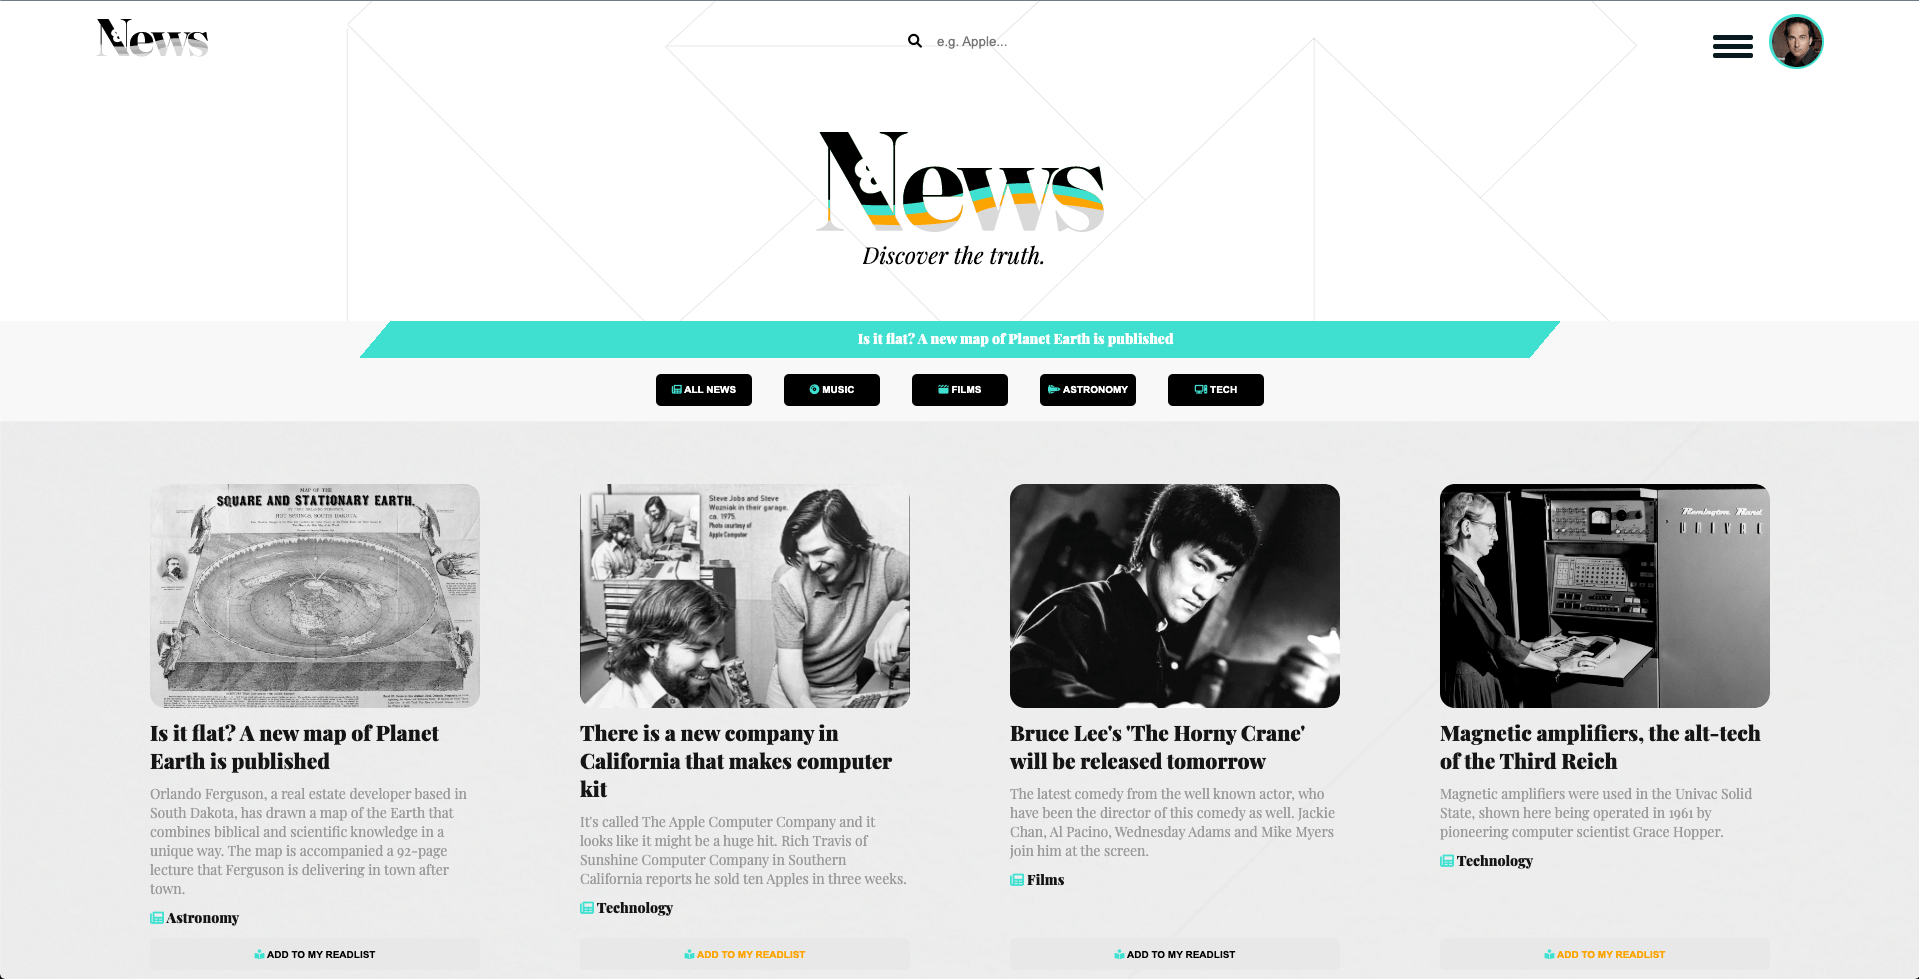 N&ews
e.g. Apple...
N&ews
Discover the truth.
Is it flat? A new map of Planet Earth is published
ALL NEWS
MUSIC
FILMS
ASTRONOMY
TECH
MAP OF THE
SQUARE AND STATIONARY EARTH.
HOT SPRINGS, SOUTH DAKOTA.
Is it flat? A new map of Planet
Earth is published
Orlando Ferguson, a real estate developer based in
South Dakota, has drawn a map of the Earth that
combines biblical and scientific knowledge in a
unique way. The map is accompanied a 92-page
lecture that Ferguson is delivering in town after
town.
Astronomy
ADD TO MY READLIST
Steve Jobs and Steve
Wozniak in their garage,
ca. 1975.
Photo courtesy of
Apple Computer
There is a new company in
California that makes computer
kit
It's called The Apple Computer Company and it
looks like it might be a huge hit. Rich Travis of
Sunshine Computer Company in Southern
California reports he sold ten Apples in three weeks.
Technology
ADD TO MY READLIST
Bruce Lee's 'The Horny Crane'
will be released tomorrow
The latest comedy from the well known actor, who
have been the director of this comedy as well. Jackie
Chan, Al Pacino, Wednesday Adams and Mike Myers
join him at the screen.
Films
ADD TO MY READLIST
Remington Rand
UNIVAC
Magnetic amplifiers, the alt-tech
of the Third Reich
Magnetic amplifiers were used in the Univac Solid
State, shown here being operated in 1961 by
pioneering computer scientist Grace Hopper.
Technology
ADD TO MY READLIST